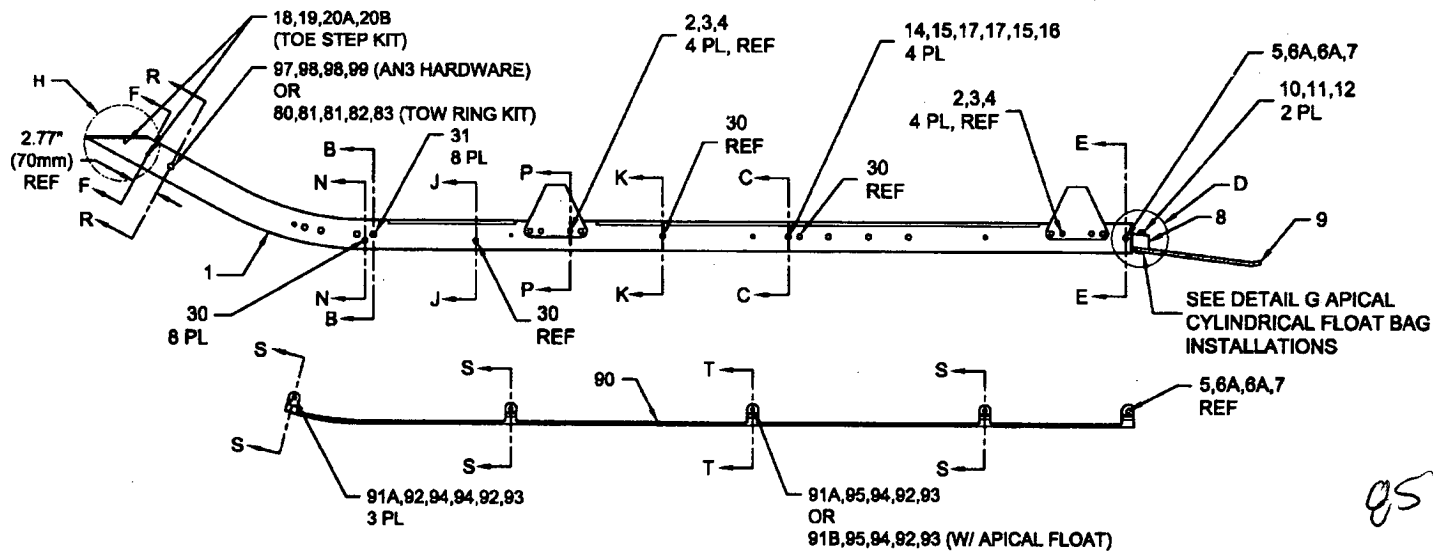 18,19,20A,20B
(TOE STEP KIT)
97,98,98,99 (AN3 HARDWARE)
OR
80,81,81,82,83 (TOW RING KIT)
2,3,4
4 PL, REF
14,15,17,17,15,16
4 PL
5,6A,6A,7
10,11,12
2 PL
H
R
F
2.77"
(70mm)
REF
31
8 PL
30
REF
2,3,4
4 PL, REF
30
REF
B
N
J
P
K
C
E
D
8
9
F
R
1
N
B
J
P
K
C
E
30
8 PL
30
REF
SEE DETAIL G APICAL
CYLINDRICAL FLOAT BAG
INSTALLATIONS
S
S
90
T
S
5,6A,6A,7
REF
S
S
T
S
91A,92,94,94,92,93
3 PL
91A,95,94,92,93
OR
91B,95,94,92,93 (W/ APICAL FLOAT)